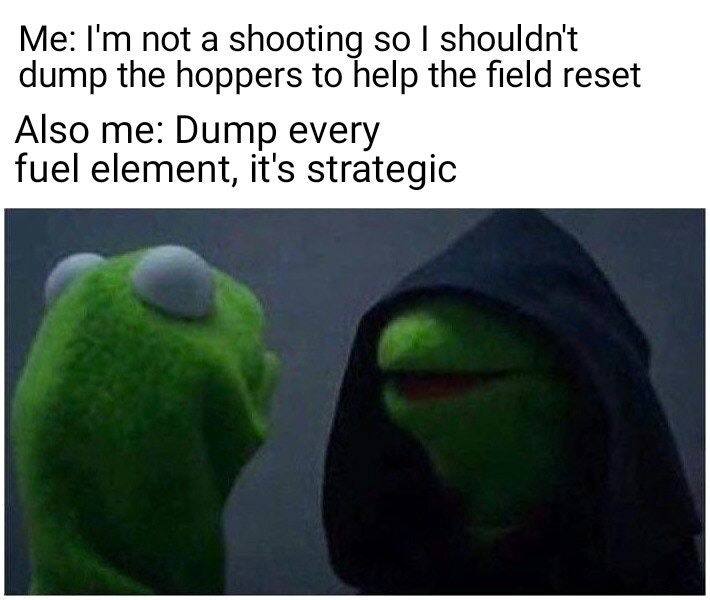 Me: I'm not a shooting so I shouldn't
dump the hoppers to help the field reset
Also me: Dump every
fuel element, it's strategic